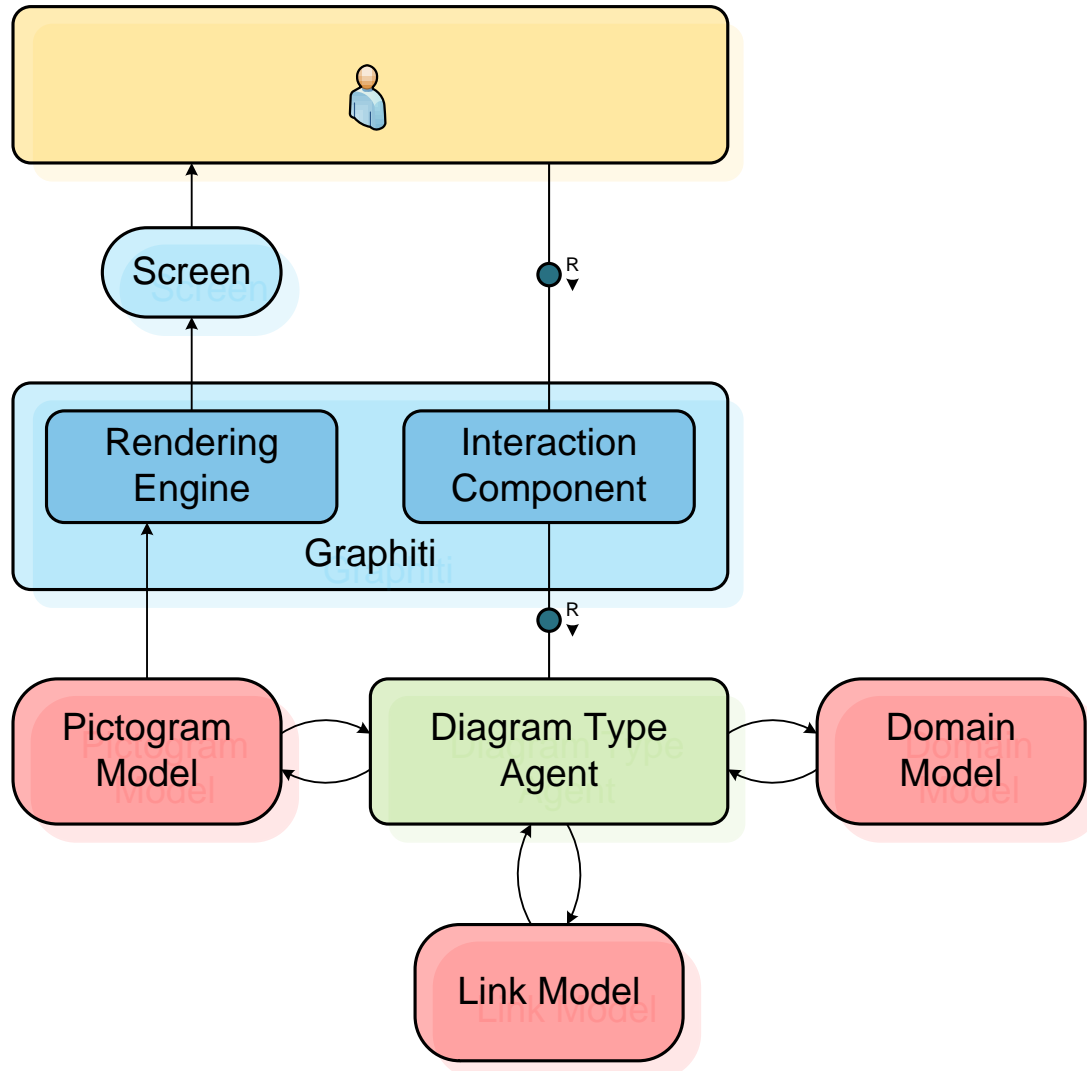 Screen
R
Rendering
Engine
Interaction
Component
Graphiti
R
Pictogram
Model
Diagram Type
Agent
Domain
Model
Link Model